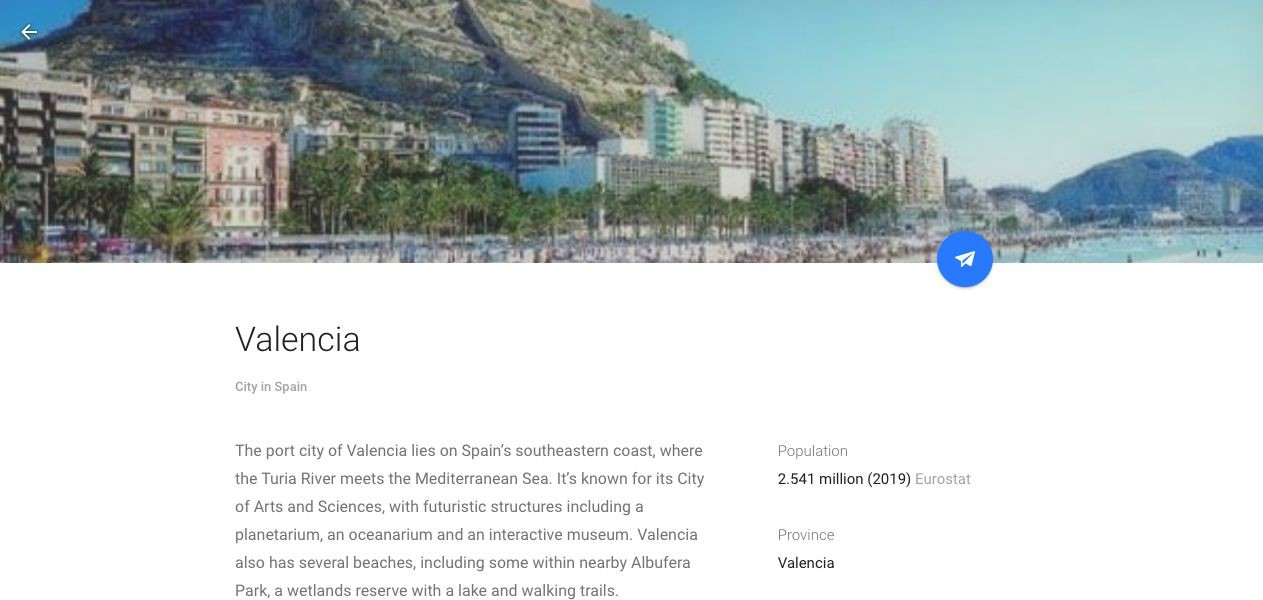 Valencia
City in Spain
The port city of Valencia lies on Spain’s southeastern coast, where
the Turia River meets the Mediterranean Sea. It’s known for its City
of Arts and Sciences, with futuristic structures including a
planetarium, an oceanarium and an interactive museum. Valencia
also has several beaches, including some within nearby Albufera
Park, a wetlands reserve with a lake and walking trails.
Population
2.541 million (2019) Eurostat
Province
Valencia